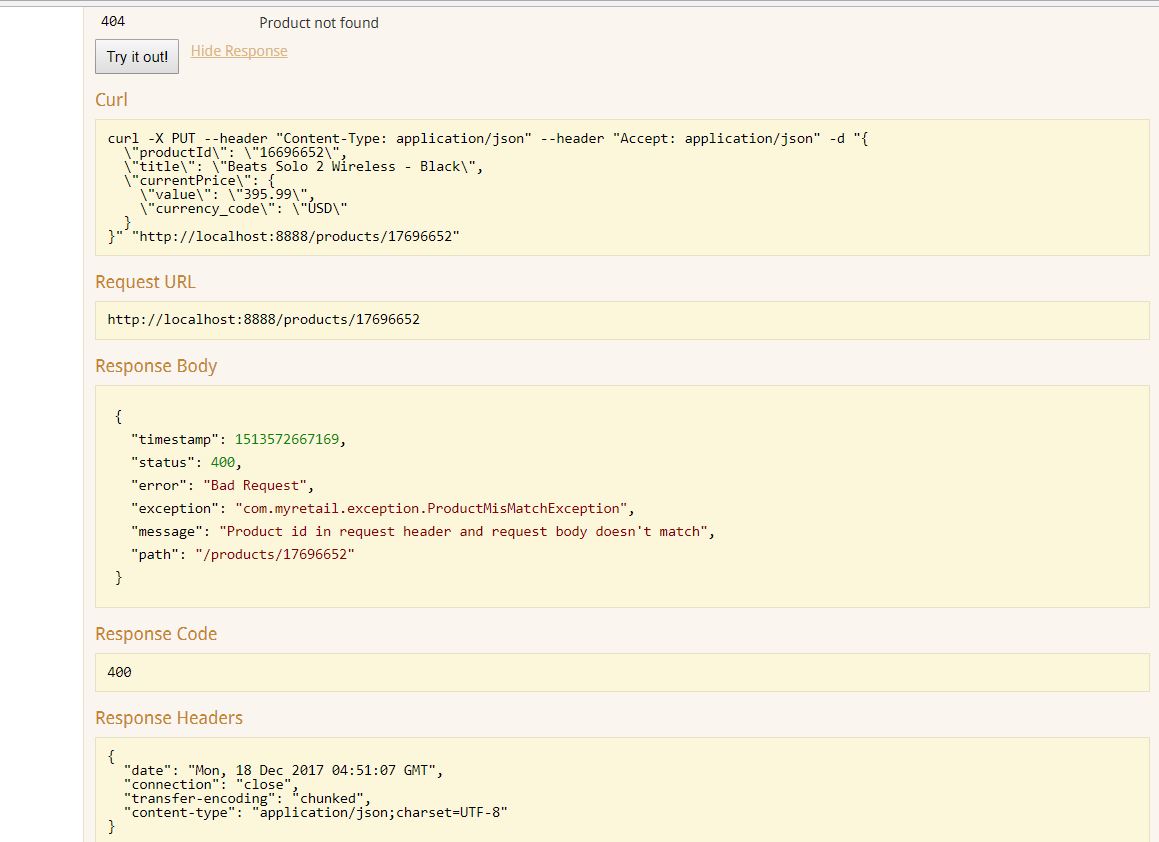 404 Product not found
Try it out! Hide Response
Curl
curl -X PUT --header "Content-Type: application/json" --header "Accept: application/json" -d "{
  \"productId\": \"16696652\",
  \"title\": \"Beats Solo 2 Wireless - Black\",
  \"currentPrice\": {
    \"value\": \"395.99\",
    \"currency_code\": \"USD\"
  }
}" "http://localhost:8888/products/17696652"
Request URL
http://localhost:8888/products/17696652
Response Body
{
  "timestamp": 1513572667169,
  "status": 400,
  "error": "Bad Request",
  "exception": "com.myretail.exception.ProductMisMatchException",
  "message": "Product id in request header and request body doesn't match",
  "path": "/products/17696652"
}
Response Code
400
Response Headers
{
  "date": "Mon, 18 Dec 2017 04:51:07 GMT",
  "connection": "close",
  "transfer-encoding": "chunked",
  "content-type": "application/json;charset=UTF-8"
}